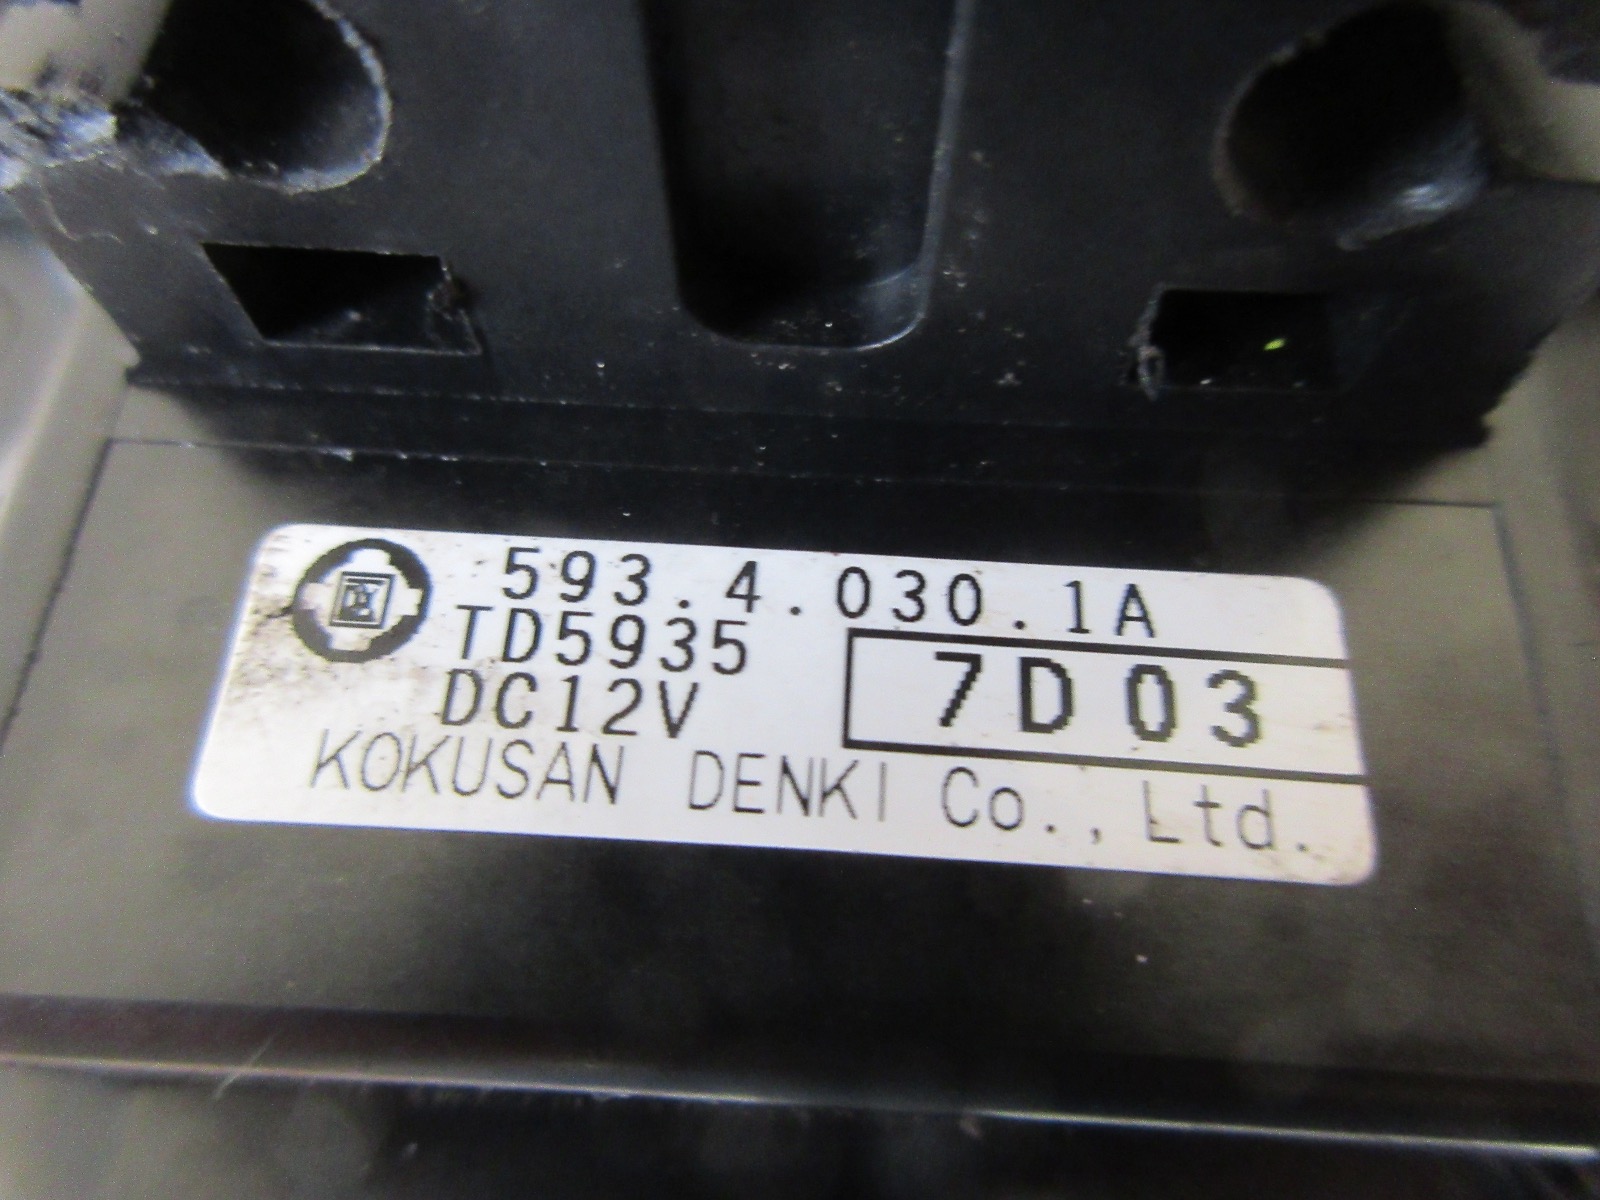 593.4.030.1A
TD5935
7D03
DC12V
KOKUSAN DENKI Co., Ltd.